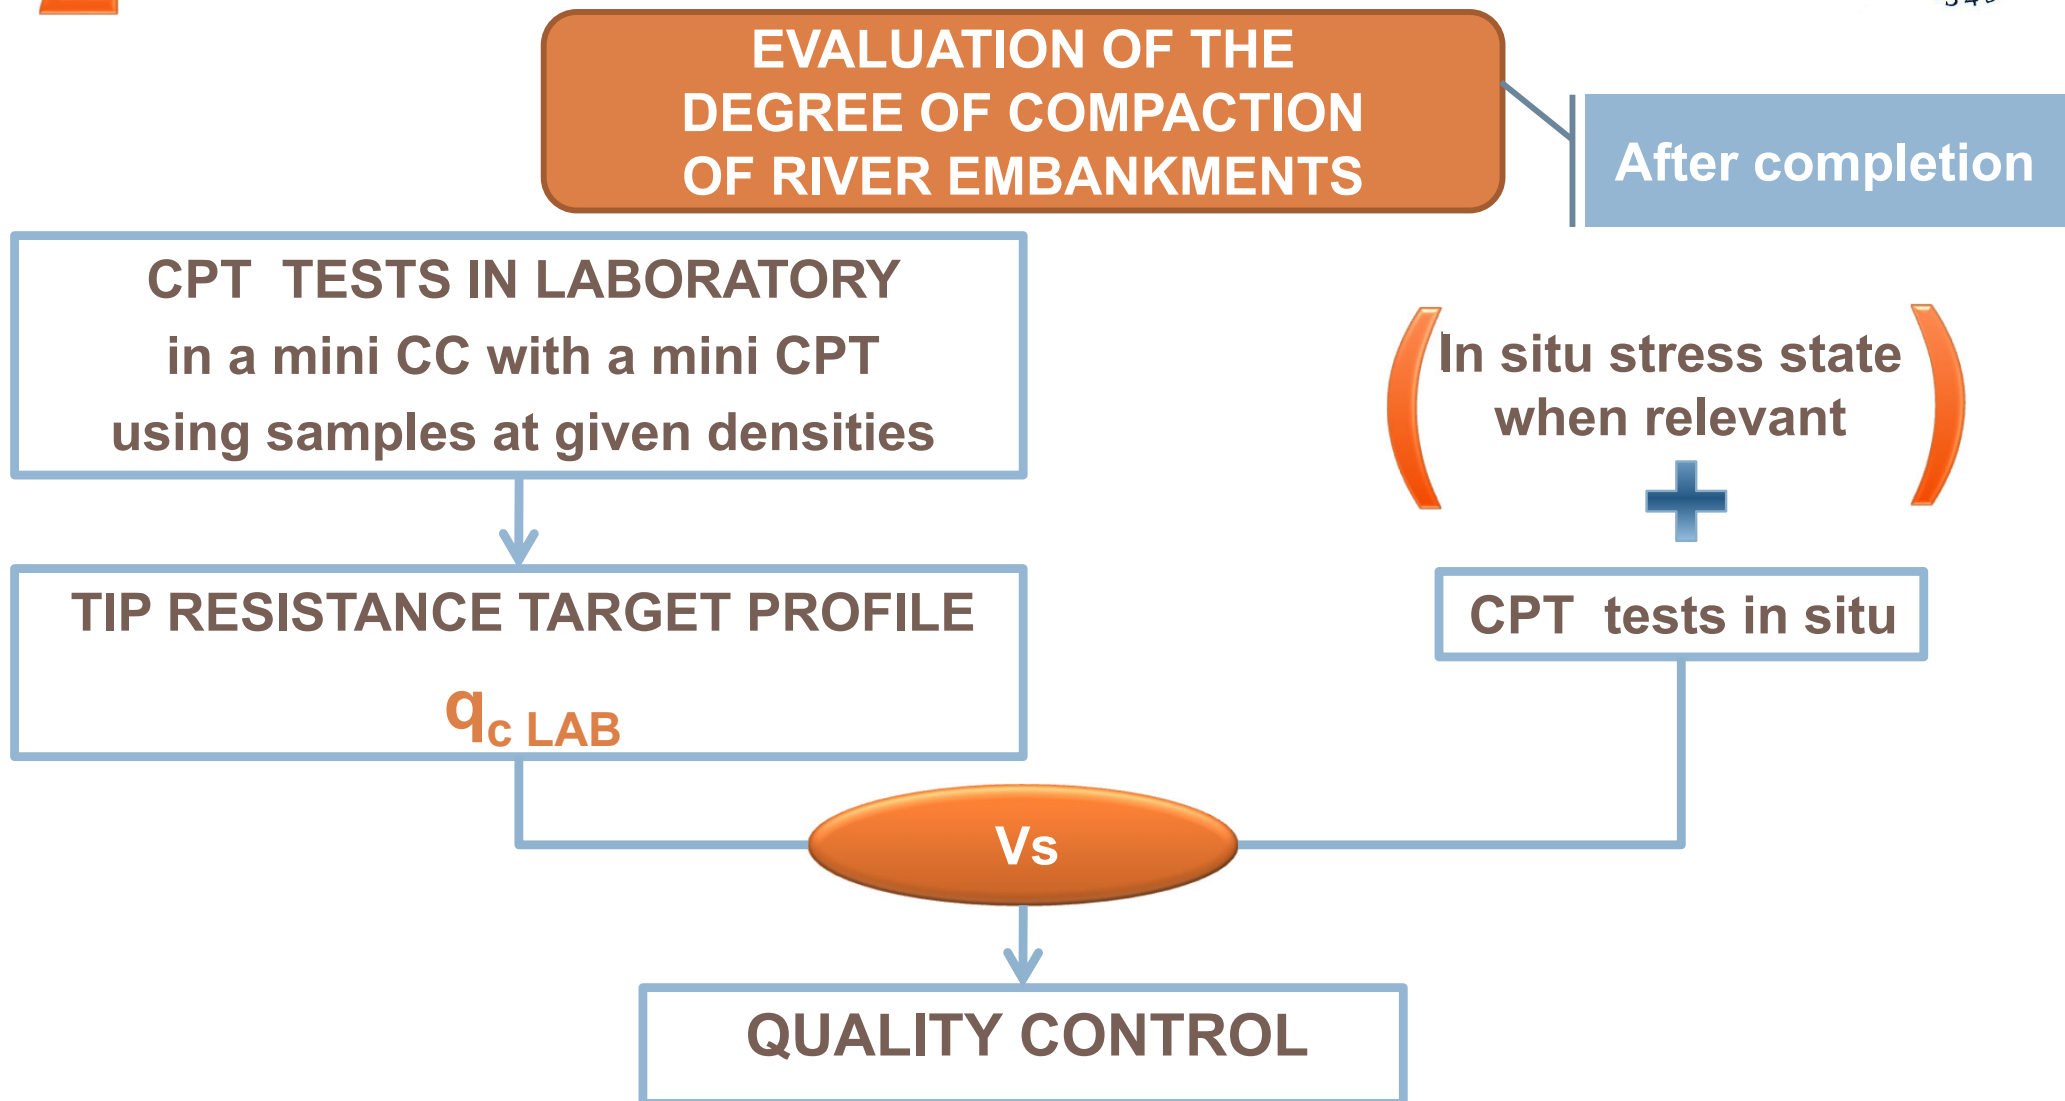 EVALUATION OF THE
DEGREE OF COMPACTION
OF RIVER EMBANKMENTS
After completion
CPT TESTS IN LABORATORY
in a mini CC with a mini CPT
using samples at given densities
In situ stress state
when relevant
TIP RESISTANCE TARGET PROFILE
qc LAB
CPT tests in situ
Vs
QUALITY CONTROL